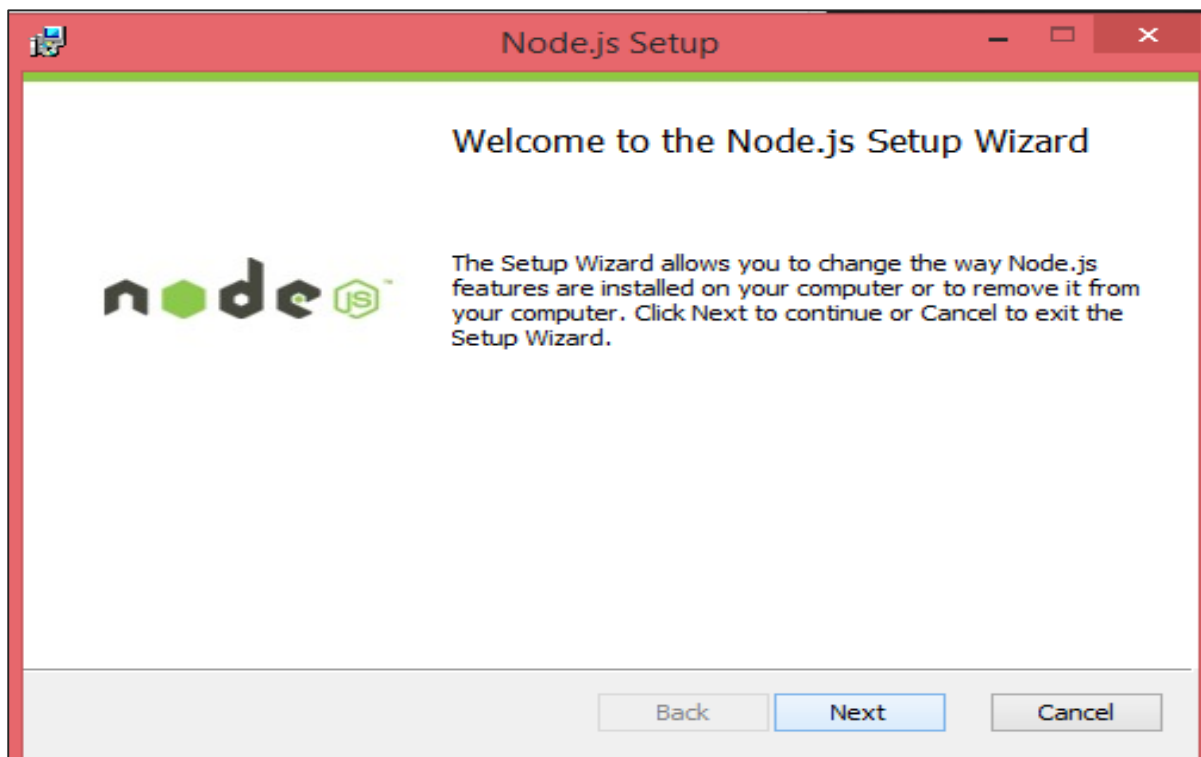 Node.js Setup
Welcome to the Node.js Setup Wizard
node JS™
The Setup Wizard allows you to change the way Node.js
features are installed on your computer or to remove it from
your computer. Click Next to continue or Cancel to exit the
Setup Wizard.
Back
Next
Cancel